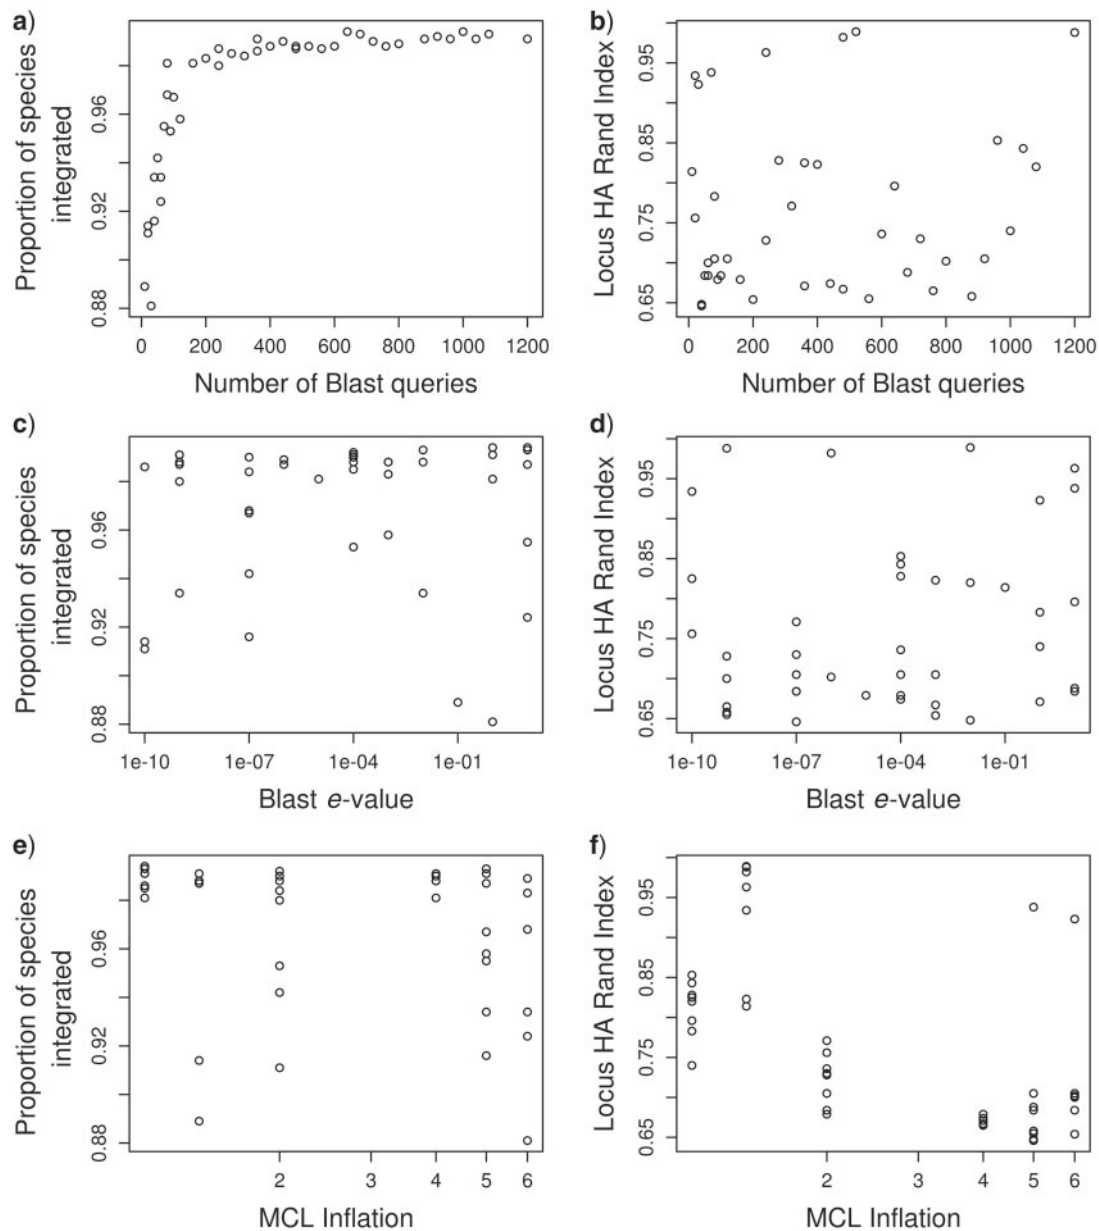 a)
Proportion of species
integrated
0.88 0.92 0.96
0 200 400 600 800 1000 1200
Number of Blast queries
b)
Locus HA Rand Index
0.65 0.75 0.85 0.95
0 200 400 600 800 1000 1200
Number of Blast queries
c)
Proportion of species
integrated
0.88 0.92 0.96
1e-10 1e-07 1e-04 1e-01
Blast e-value
d)
Locus HA Rand Index
0.65 0.75 0.85 0.95
1e-10 1e-07 1e-04 1e-01
Blast e-value
e)
Proportion of species
integrated
0.88 0.92 0.96
2 3 4 5 6
MCL Inflation
f)
Locus HA Rand Index
0.65 0.75 0.85 0.95
2 3 4 5 6
MCL Inflation